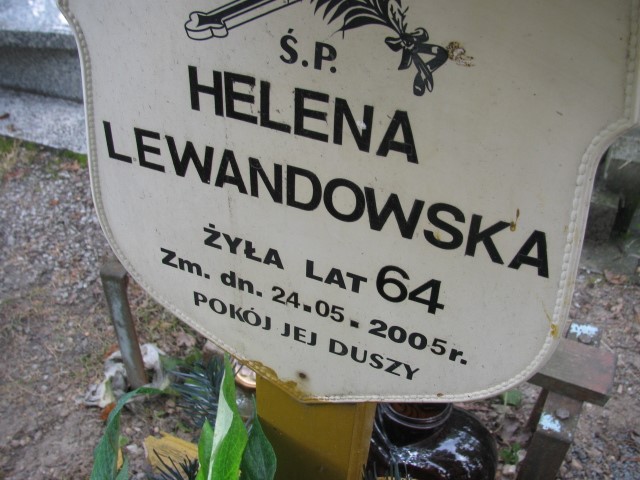 Ś.P.
HELENA
LEWANDOWSKA
ŻYŁA LAT 64
Zm. dn. 24.05. 2005r.
POKÓJ JEJ DUSZY